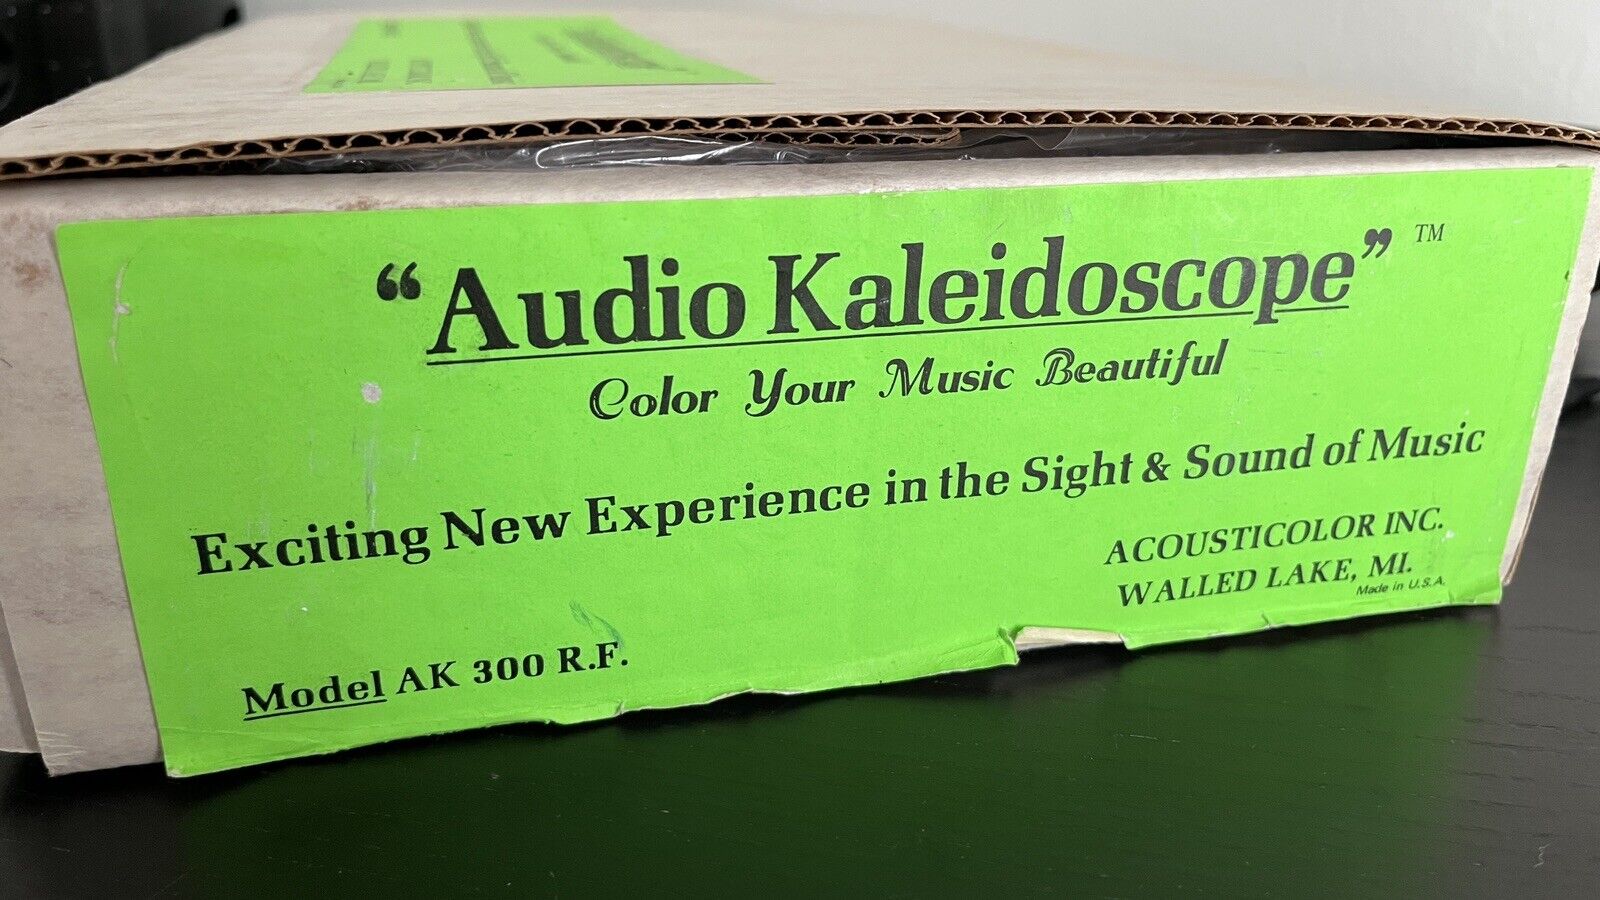 “Audio Kaleidoscope” ™
Color Your Music Beautiful
Exciting New Experience in the Sight & Sound of Music
ACOUSTICOLOR INC.
WALLED LAKE, MI.
Made in U.S.A.
Model AK 300 R.F.